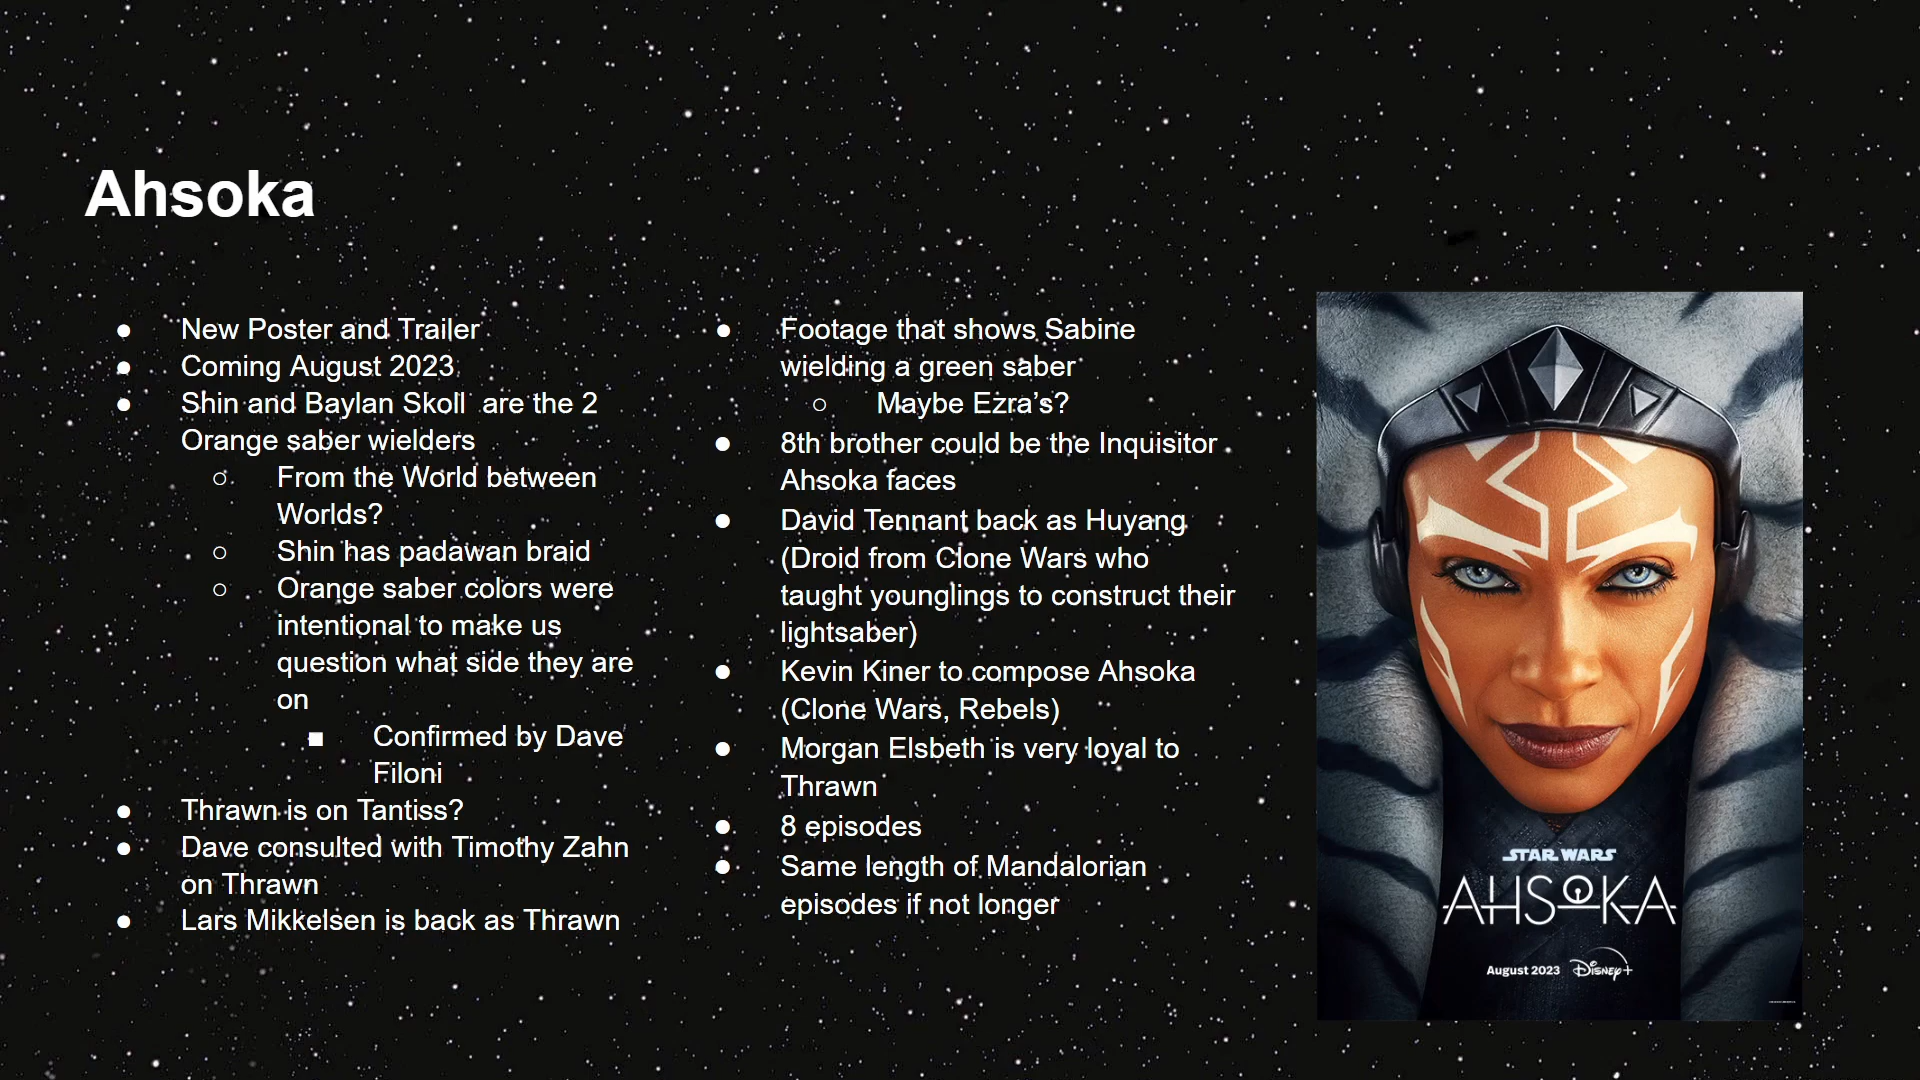 Ahsoka
● New Poster and Trailer
● Coming August 2023
● Shin and Baylan Skoll  are the 2
Orange saber wielders
○ From the World between
Worlds?
○ Shin has padawan braid
○ Orange saber colors were
intentional to make us
question what side they are
on
■ Confirmed by Dave
Filoni
● Thrawn is on Tantiss?
● Dave consulted with Timothy Zahn
on Thrawn
● Lars Mikkelsen is back as Thrawn
● Footage that shows Sabine
wielding a green saber
○ Maybe Ezra’s?
● 8th brother could be the Inquisitor
Ahsoka faces
● David Tennant back as Huyang
(Droid from Clone Wars who
taught younglings to construct their
lightsaber)
● Kevin Kiner to compose Ahsoka
(Clone Wars, Rebels)
● Morgan Elsbeth is very loyal to
Thrawn
● 8 episodes
● Same length of Mandalorian
episodes if not longer
STAR WARS
AHSOKA
August 2023 Disney+